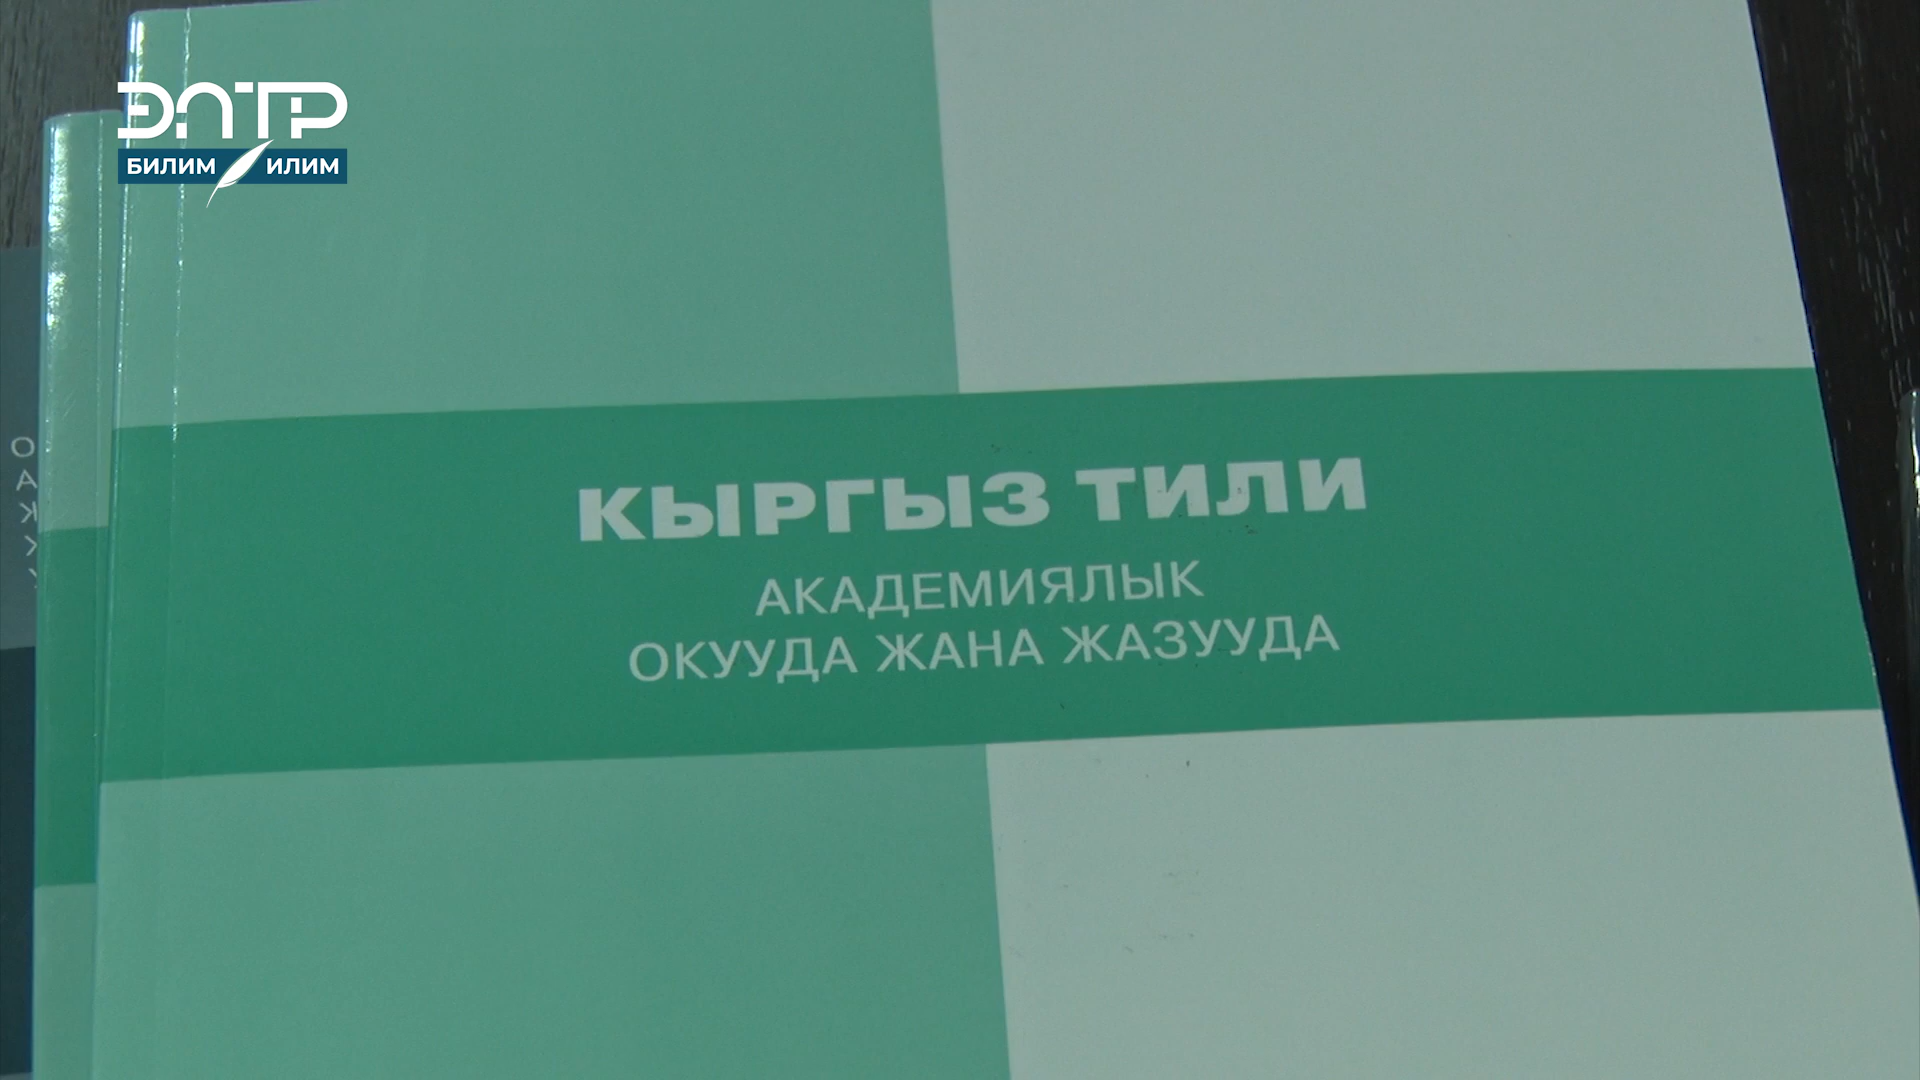 ЭЛТР
БИЛИМ ИЛИМ
КЫРГЫЗ ТИЛИ
АКАДЕМИЯЛЫК
ОКУУДА ЖАНА ЖАЗУУДА